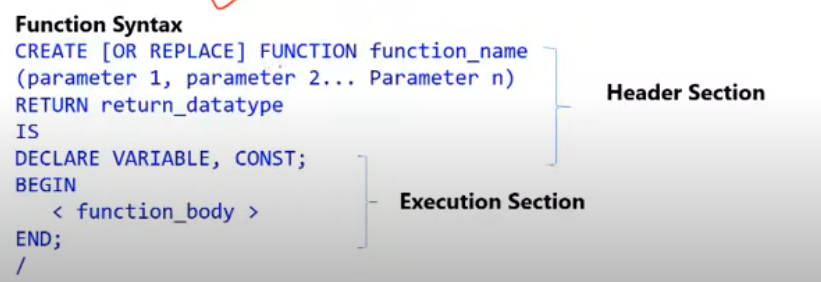 Function Syntax
CREATE [OR REPLACE] FUNCTION function_name
(parameter 1, parameter 2... Parameter n)
RETURN return_datatype
IS
DECLARE VARIABLE, CONST;
BEGIN
< function_body >
END;
/
Header Section
Execution Section